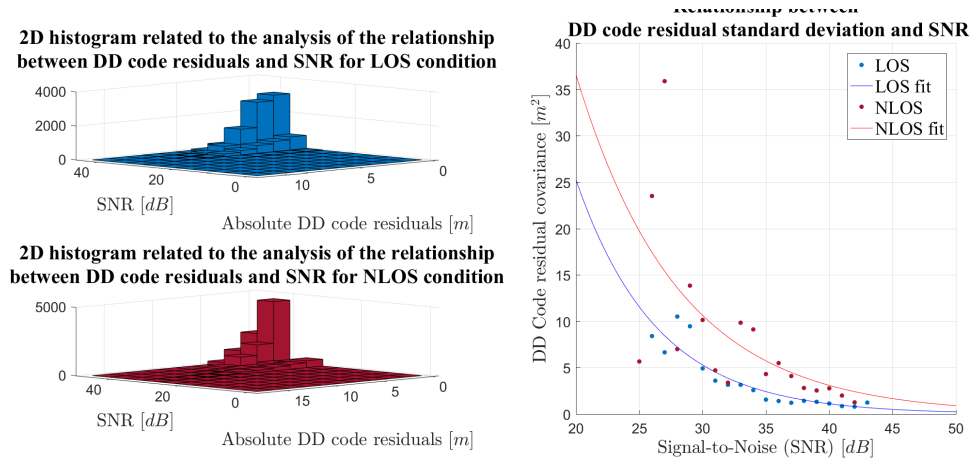 2D histogram related to the analysis of the relationship
between DD code residuals and SNR for LOS condition
4000
2000
0
40
20
0
10
5
0
SNR [dB]
Absolute DD code residuals [m]
2D histogram related to the analysis of the relationship
between DD code residuals and SNR for NLOS condition
5000
0
40
20
0
15
10
5
0
SNR [dB]
Absolute DD code residuals [m]
Relationship between
DD code residual standard deviation and SNR
40
35
30
25
20
15
10
5
0
DD Code residual covariance [m²]
LOS
LOS fit
NLOS
NLOS fit
20
25
30
35
40
45
50
Signal-to-Noise (SNR) [dB]